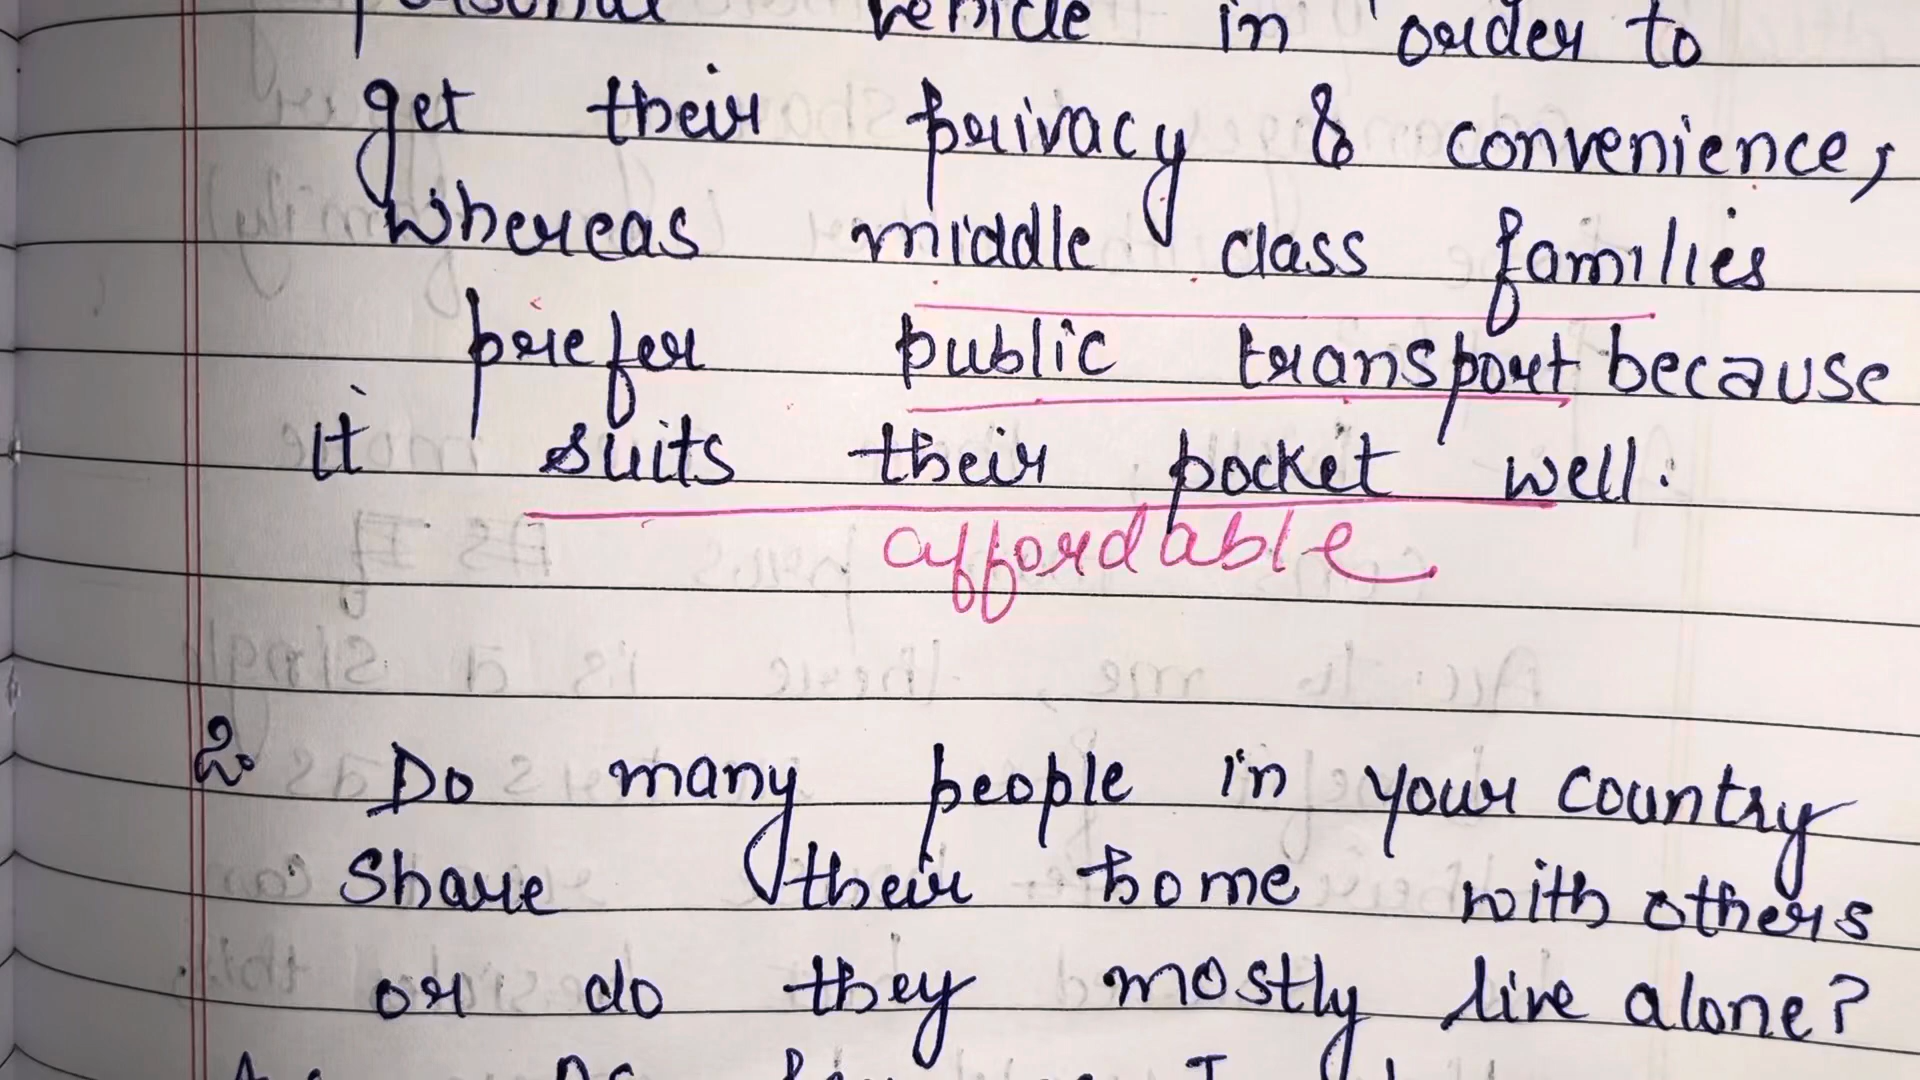 personal vehicle in order to
get their privacy & convenience,
whereas middle class families
prefer public transport because
it suits their pocket well.
affordable
2. Do many people in your country
share their home with others
or do they mostly live alone?